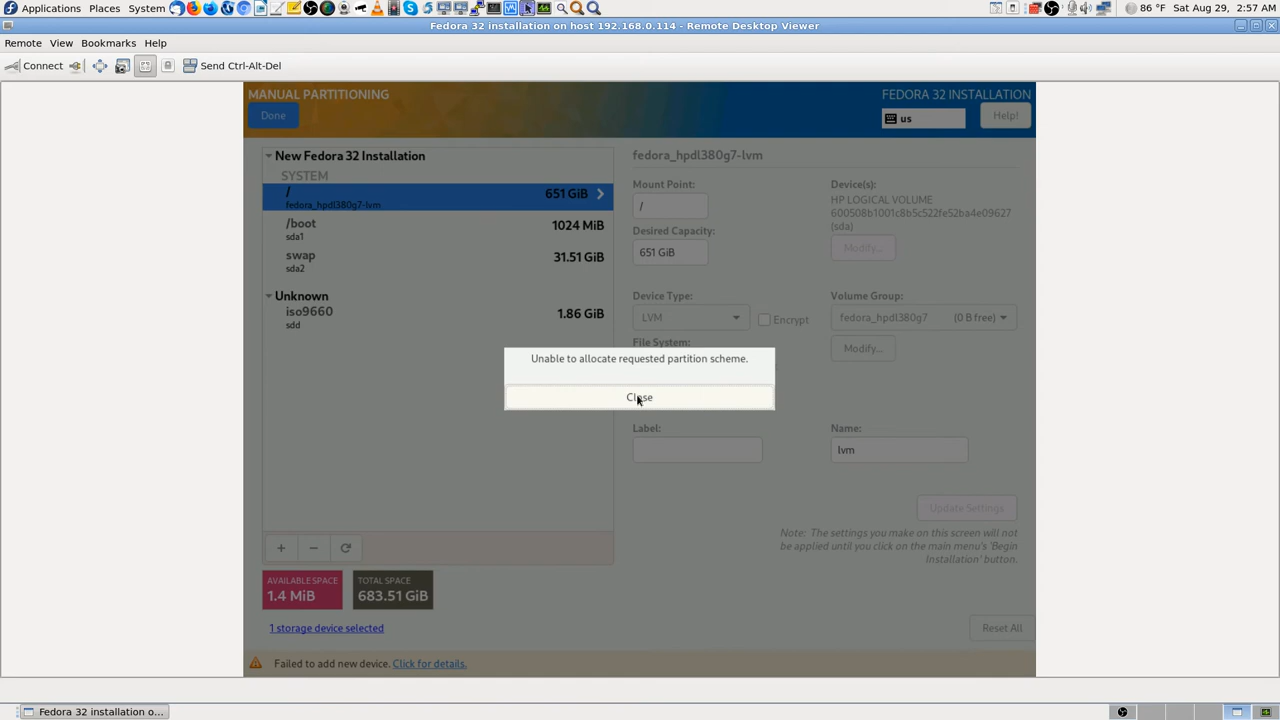 Applications Places System 86 °F Sat Aug 29, 2:57 AM
Fedora 32 installation on host 192.168.0.114 - Remote Desktop Viewer
Remote View Bookmarks Help
Connect Send Ctrl-Alt-Del
MANUAL PARTITIONING FEDORA 32 INSTALLATION
Done us Help!
New Fedora 32 Installation
SYSTEM
/ 651 GiB
fedora_hpdl380g7-lvm
/boot 1024 MiB
sda1
swap 31.51 GiB
sda2
Unknown
iso9660 1.86 GiB
sdd
fedora_hpdl380g7-lvm
Mount Point:
/
Device(s):
HP LOGICAL VOLUME
600508b1001c8b5c522fe52ba4e09627
(sda)
Modify...
Desired Capacity:
651 GiB
Device Type:
LVM Encrypt
Volume Group:
fedora_hpdl380g7 (0 B free)
Modify...
File System:
Unable to allocate requested partition scheme.
Close
Label:
Name:
lvm
Update Settings
Note: The settings you make on this screen will not
be applied until you click on the main menu's 'Begin
Installation' button.
AVAILABLE SPACE
1.4 MiB
TOTAL SPACE
683.51 GiB
1 storage device selected
Reset All
Failed to add new device. Click for details.
Fedora 32 installation o...